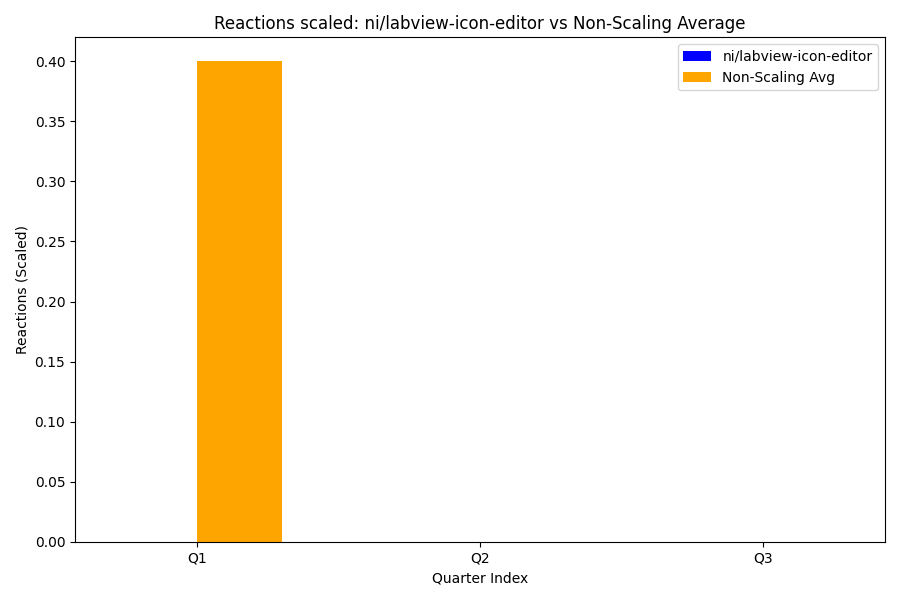 Reactions scaled: ni/labview-icon-editor vs Non-Scaling Average
ni/labview-icon-editor
Non-Scaling Avg
Reactions (Scaled)
0.40
0.35
0.30
0.25
0.20
0.15
0.10
0.05
0.00
Q1 Q2 Q3
Quarter Index